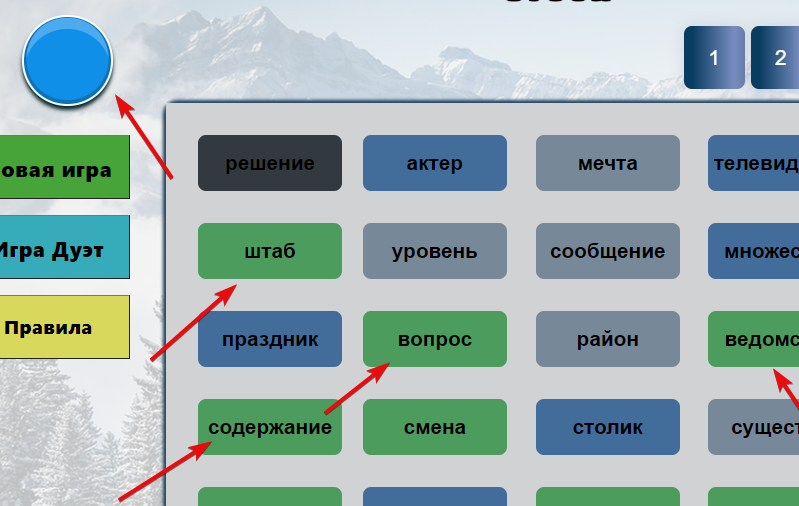 1 2
овая игра
Игра Дуэт
Правила
решение актер мечта телевид
штаб уровень сообщение множес
праздник вопрос район ведомс
содержание смена столик сущест